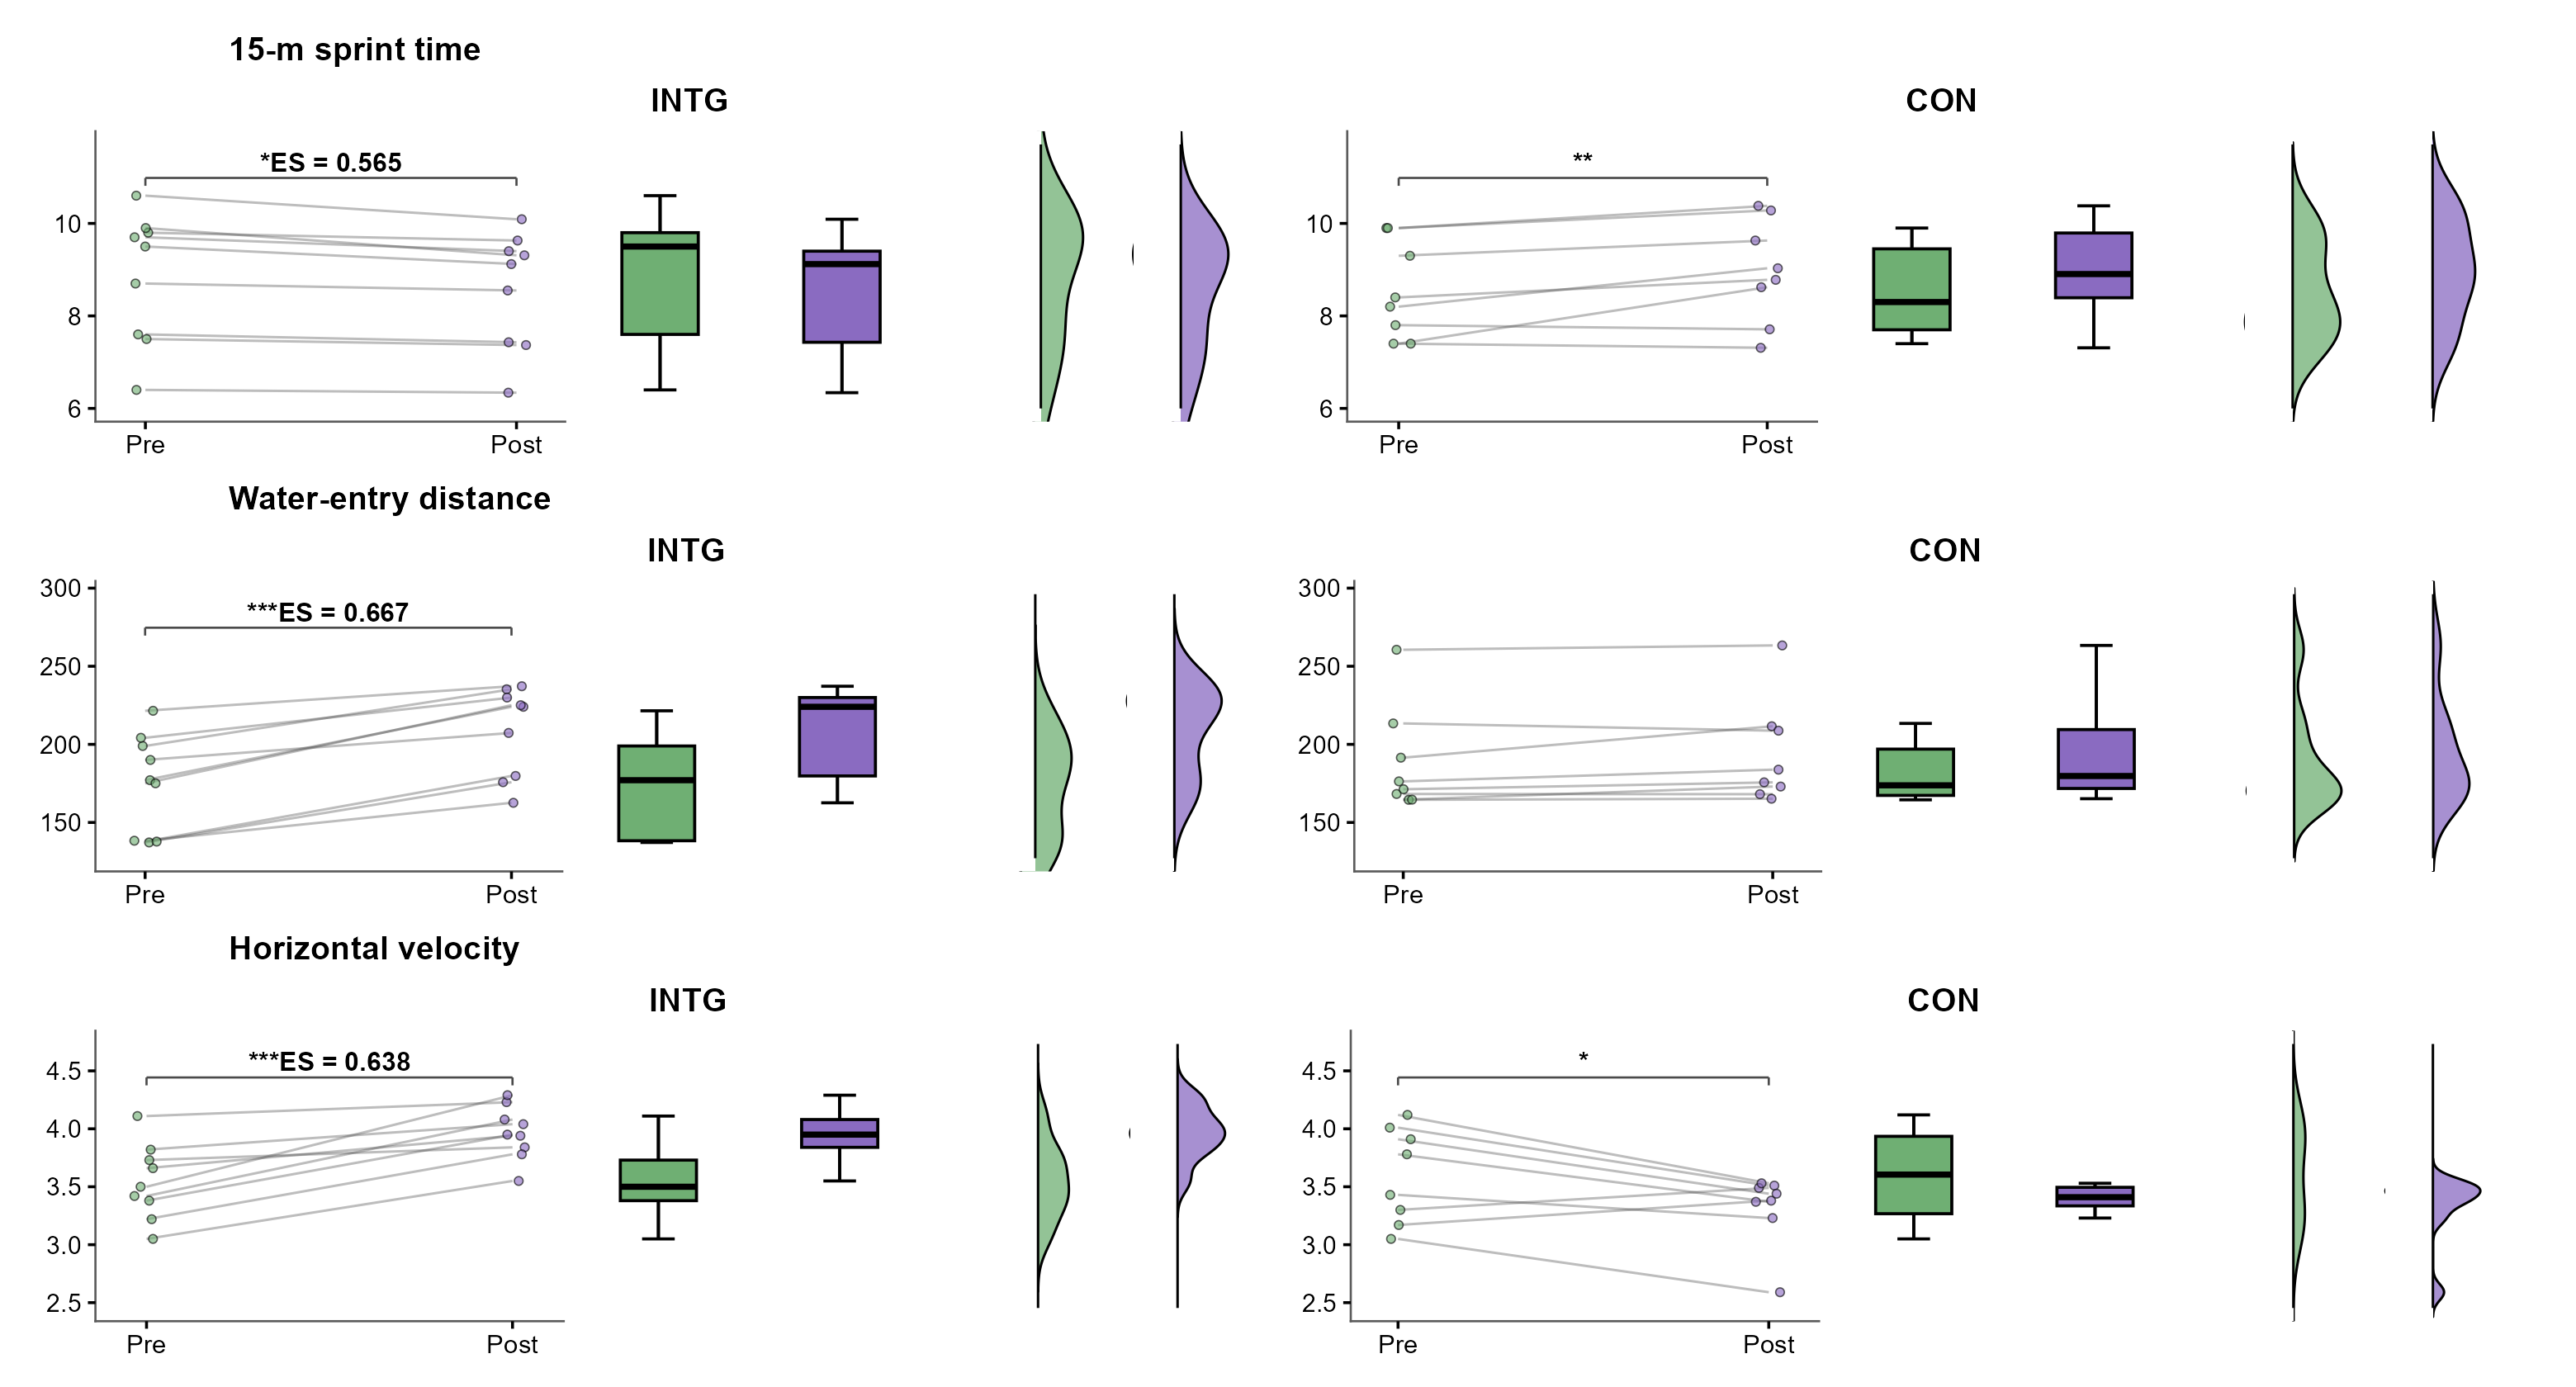 15-m sprint time
INTG
CON
*ES = 0.565
**
10
8
6
Pre
Post
10
8
6
Pre
Post
Water-entry distance
INTG
CON
300
250
200
150
***ES = 0.667
Pre
Post
300
250
200
150
Pre
Post
Horizontal velocity
INTG
CON
***ES = 0.638
*
4.5
4.0
3.5
3.0
2.5
Pre
Post
4.5
4.0
3.5
3.0
2.5
Pre
Post